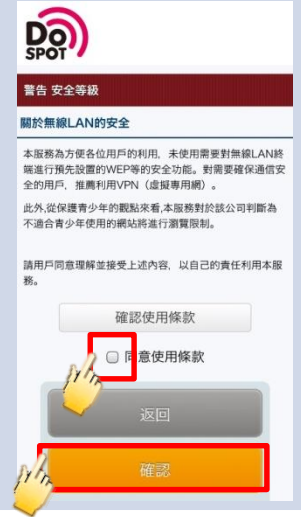 Do
SPOT
警告 安全等級
關於無線LAN的安全
本服務為方便各位用戶的利用，未使用需要對無線LAN終
端進行預先設置的WEP等的安全功能。對需要確保通信安
全的用戶，推薦利用VPN（虛擬專用網）。
此外,從保護青少年的觀點來看,本服務對於該公司判斷為
不適合青少年使用的網站將進行瀏覽限制。
請用戶同意理解並接受上述內容，以自己的責任利用本服
務。
確認使用條款
同意使用條款
返回
確認